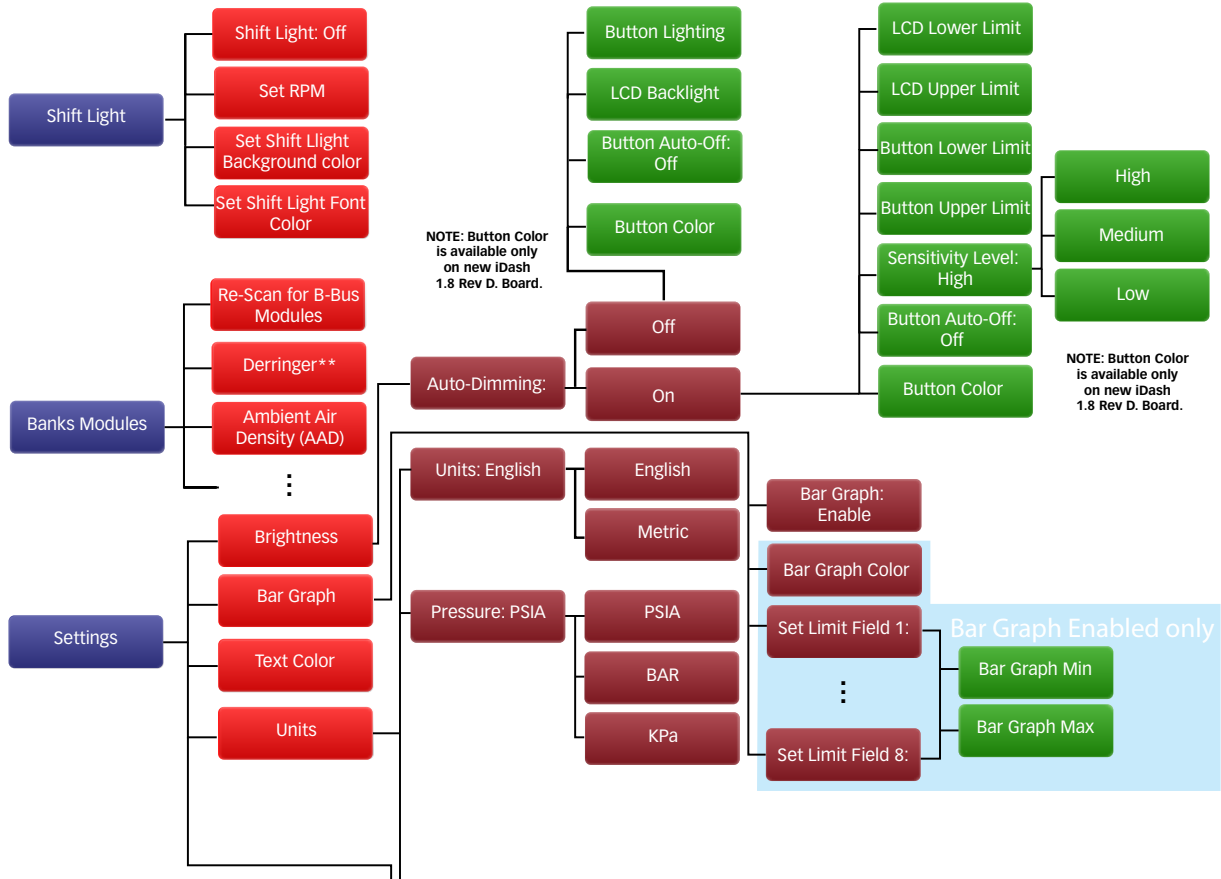 Shift Light
Shift Light: Off
Set RPM
Set Shift Llight
Background color
Set Shift Light Font
Color
Button Lighting
LCD Backlight
Button Auto-Off:
Off
Button Color
NOTE: Button Color
is available only
on new iDash
1.8 Rev D. Board.
LCD Lower Limit
LCD Upper Limit
Button Lower Limit
Button Upper Limit
Sensitivity Level:
High
Button Auto-Off:
Off
Button Color
High
Medium
Low
NOTE: Button Color
is available only
on new iDash
1.8 Rev D. Board.
Banks Modules
Re-Scan for B-Bus
Modules
Derringer**
Ambient Air
Density (AAD)
⋮
Auto-Dimming:
Off
On
Settings
Brightness
Bar Graph
Text Color
Units
Units: English
English
Metric
Pressure: PSIA
PSIA
BAR
KPa
Bar Graph:
Enable
Bar Graph Color
Set Limit Field 1:
⋮
Set Limit Field 8:
Bar Graph Enabled only
Bar Graph Min
Bar Graph Max